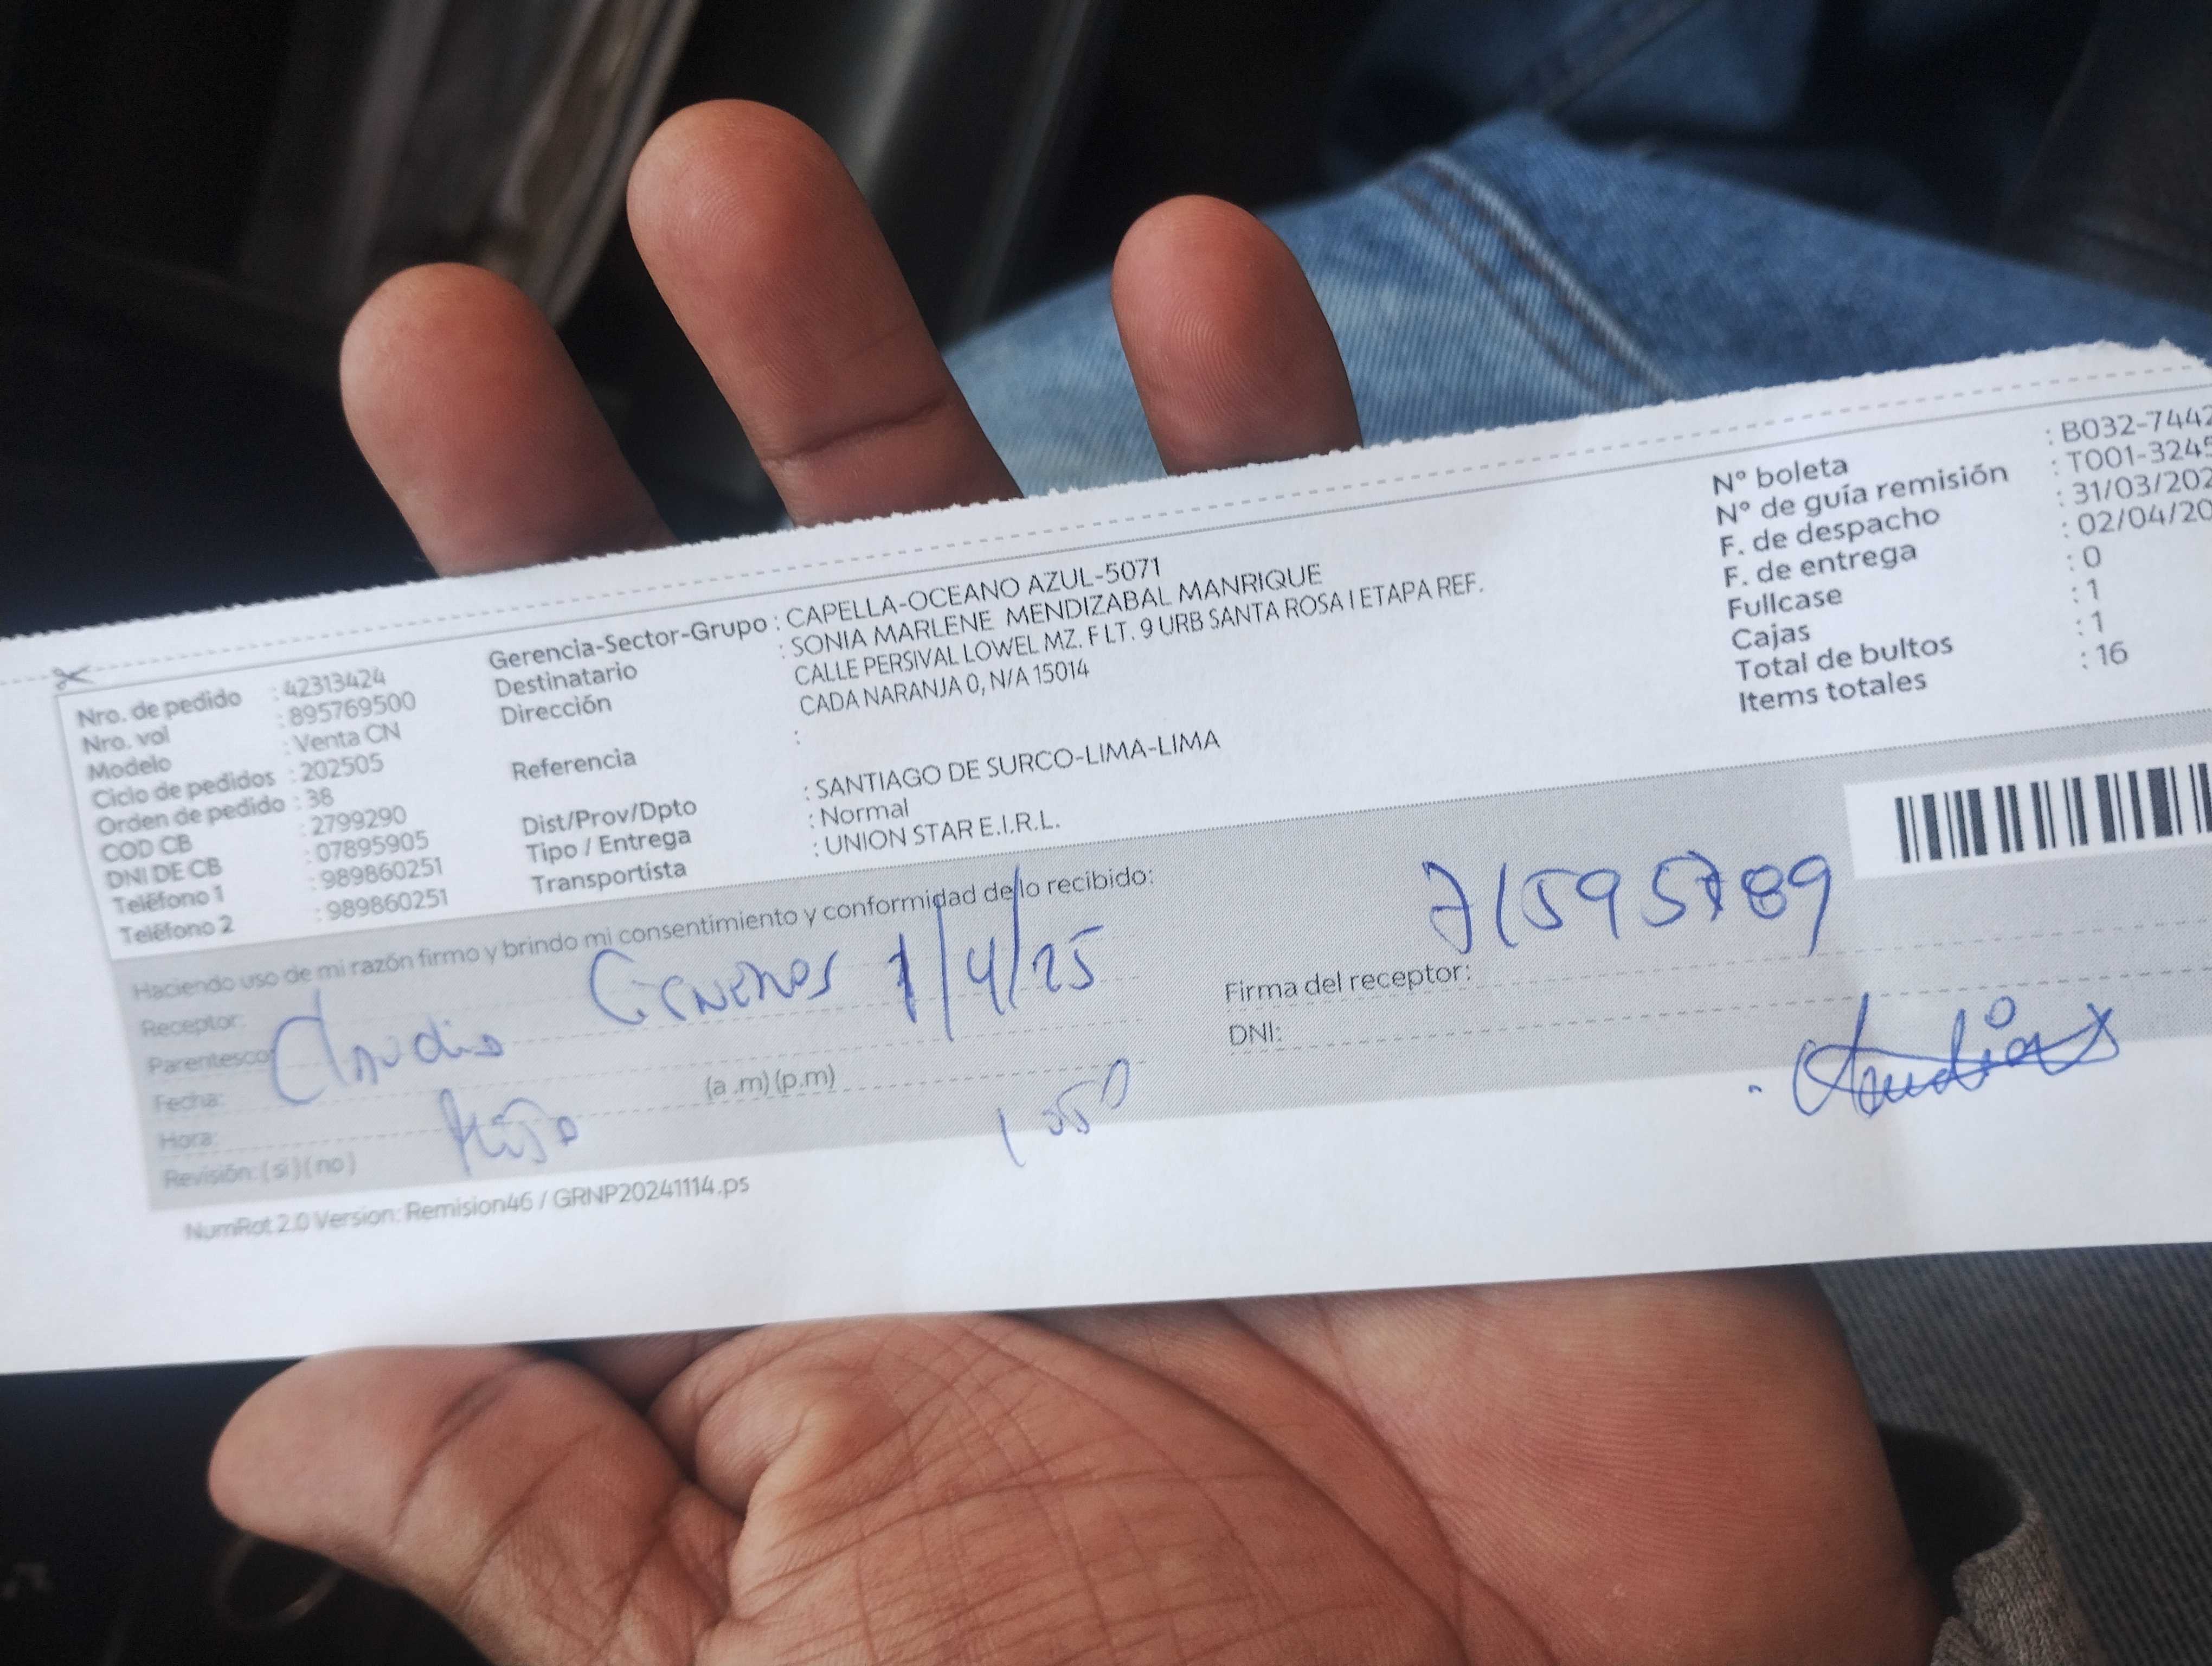 Nro. de pedido : 42313424
Nro. vol : 895769500
Modelo : Venta CN
Ciclo de pedidos : 202505
Orden de pedido : 38
COD CB : 2799290
DNI DE CB : 07895905
Teléfono 1 : 989860251
Teléfono 2 : 989860251
Gerencia-Sector-Grupo : CAPELLA-OCEANO AZUL-5071
Destinatario : SONIA MARLENE MENDIZABAL MANRIQUE
Dirección CALLE PERSIVAL LOWEL MZ. F LT. 9 URB SANTA ROSA I ETAPA REF.
CADA NARANJA 0, N/A 15014
Referencia :
Dist/Prov/Dpto : SANTIAGO DE SURCO-LIMA-LIMA
Tipo / Entrega : Normal
Transportista : UNION STAR E.I.R.L.
Nº boleta : B032-7442
Nº de guía remisión : T001-3245
F. de despacho : 31/03/202
F. de entrega : 02/04/20
Fullcase : 0
Cajas : 1
Total de bultos : 1
Items totales : 16
Haciendo uso de mi razón firmo y brindo mi consentimiento y conformidad de lo recibido:
Receptor:
Parentesco:
Fecha:
Hora: (a.m) (p.m)
Revisión: ( si ) ( no )
Claudia 1/4/25
Firma del receptor:
DNI:
71595789
NumRot 2.0 Version: Remision46 / GRNP20241114.ps